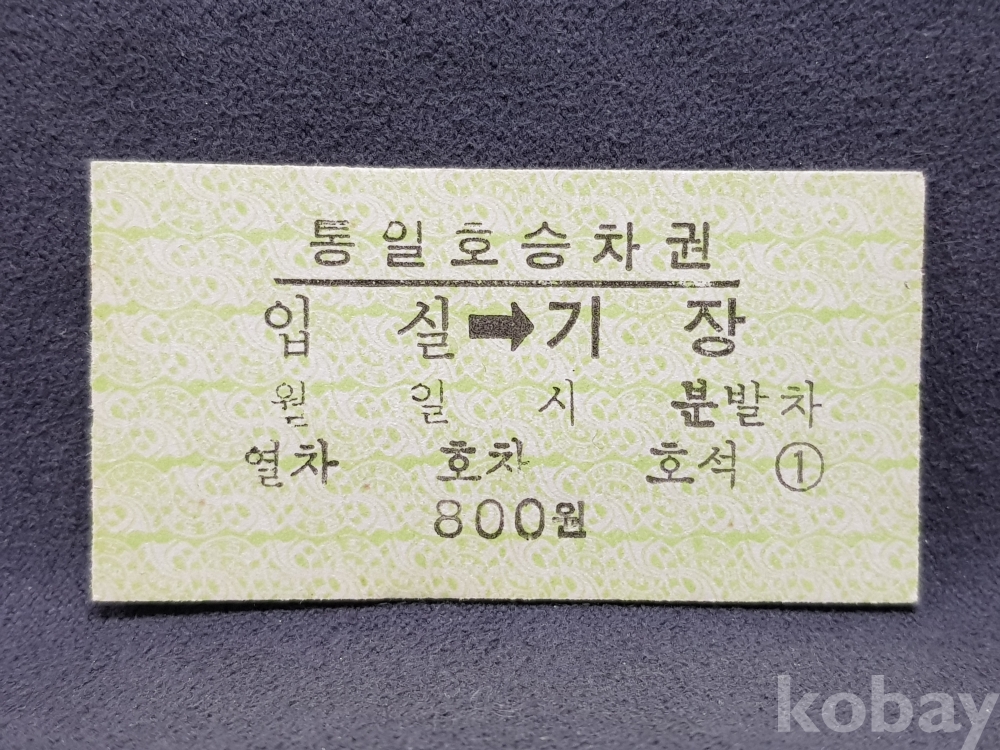 통일호승차권
입 실➡기 장
월 일 시 분발차
열차 호차 호석 ①
800원
kobay